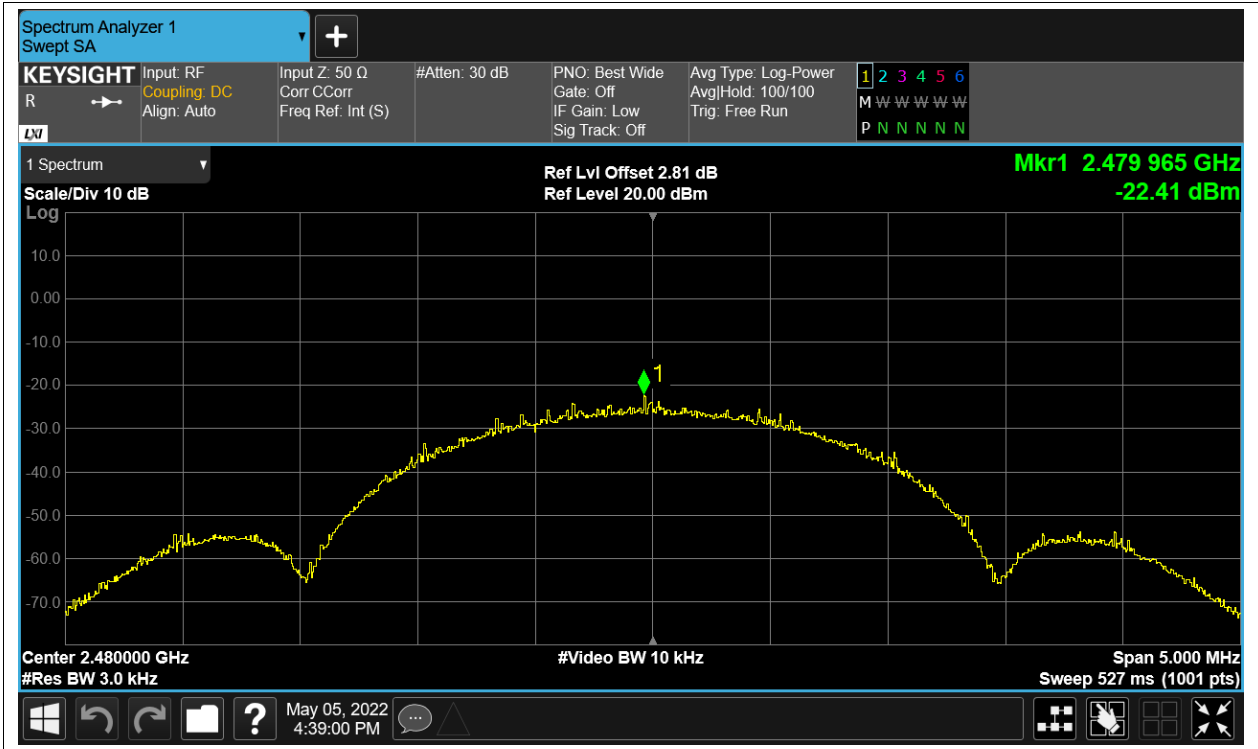 Spectrum Analyzer 1
Swept SA
+
KEYSIGHT
R
LXI
Input: RF
Coupling: DC
Align: Auto
Input Z: 50 Ω
Corr CCorr
Freq Ref: Int (S)
#Atten: 30 dB
PNO: Best Wide
Gate: Off
IF Gain: Low
Sig Track: Off
Avg Type: Log-Power
Avg|Hold: 100/100
Trig: Free Run
1 2 3 4 5 6
M W W W W W
P N N N N N
1 Spectrum
Scale/Div 10 dB
Log
Ref Lvl Offset 2.81 dB
Ref Level 20.00 dBm
Mkr1 2.479 965 GHz
-22.41 dBm
10.0
0.00
-10.0
-20.0
-30.0
-40.0
-50.0
-60.0
-70.0
1
Center 2.480000 GHz
#Res BW 3.0 kHz
#Video BW 10 kHz
Span 5.000 MHz
Sweep 527 ms (1001 pts)
?
May 05, 2022
4:39:00 PM